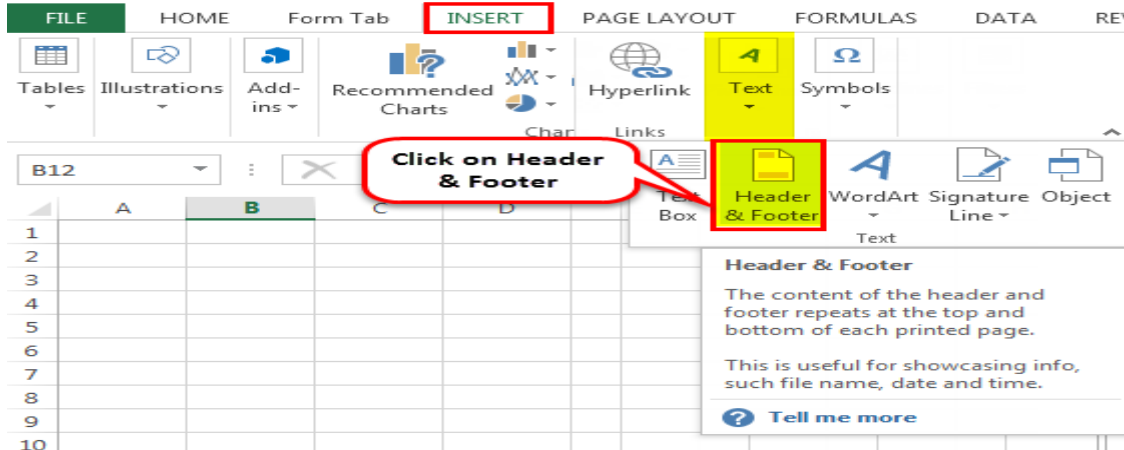 FILE HOME Form Tab INSERT PAGE LAYOUT FORMULAS DATA RE
Tables Illustrations Add-ins Recommended Charts Hyperlink Text Symbols
Char Links
B12
Click on Header
& Footer
Text Box Header & Footer WordArt Signature Line Object
Text
A B C D
1
2
3
4
5
6
7
8
9
10
Header & Footer
The content of the header and
footer repeats at the top and
bottom of each printed page.
This is useful for showcasing info,
such file name, date and time.
Tell me more